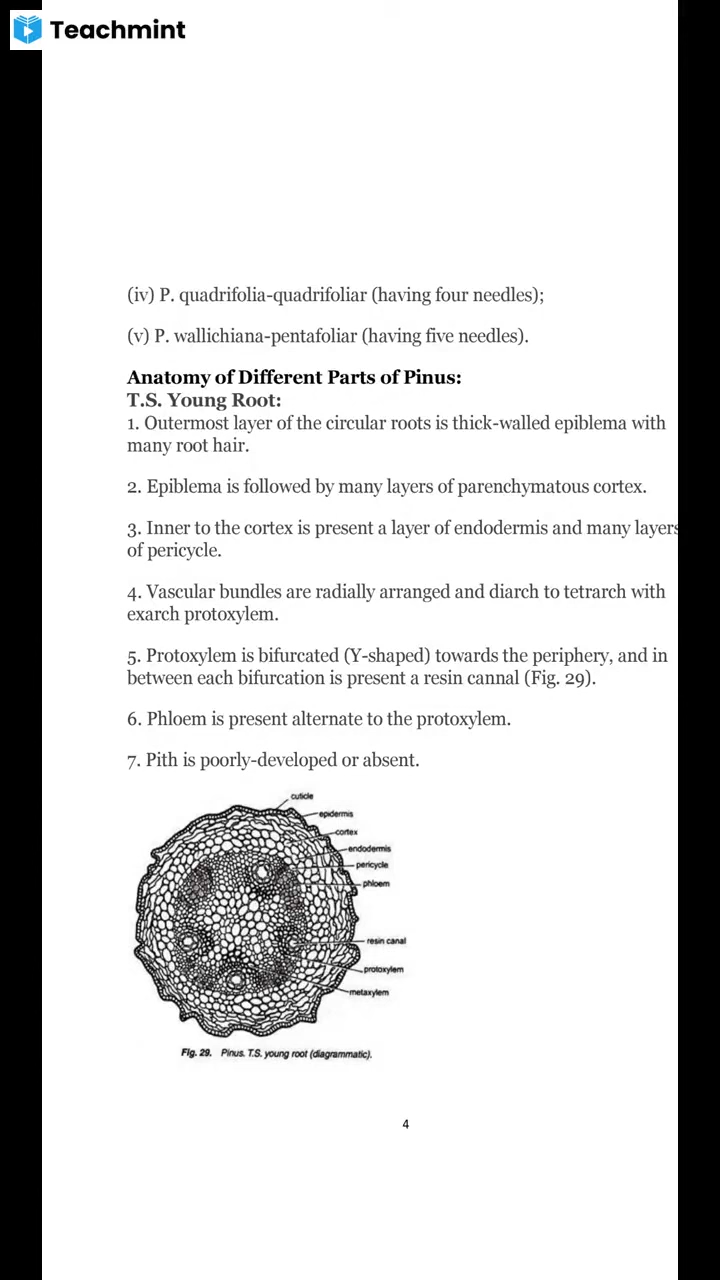 Teachmint
(iv) P. quadrifolia-quadrifoliar (having four needles);
(v) P. wallichiana-pentafoliar (having five needles).
Anatomy of Different Parts of Pinus:
T.S. Young Root:
1. Outermost layer of the circular roots is thick-walled epiblema with
many root hair.
2. Epiblema is followed by many layers of parenchymatous cortex.
3. Inner to the cortex is present a layer of endodermis and many layers
of pericycle.
4. Vascular bundles are radially arranged and diarch to tetrarch with
exarch protoxylem.
5. Protoxylem is bifurcated (Y-shaped) towards the periphery, and in
between each bifurcation is present a resin cannal (Fig. 29).
6. Phloem is present alternate to the protoxylem.
7. Pith is poorly-developed or absent.
cuticle
epidermis
cortex
endodermis
pericycle
phloem
resin canal
protoxylem
metaxylem
Fig. 29. Pinus. T.S. young root (diagrammatic).
4